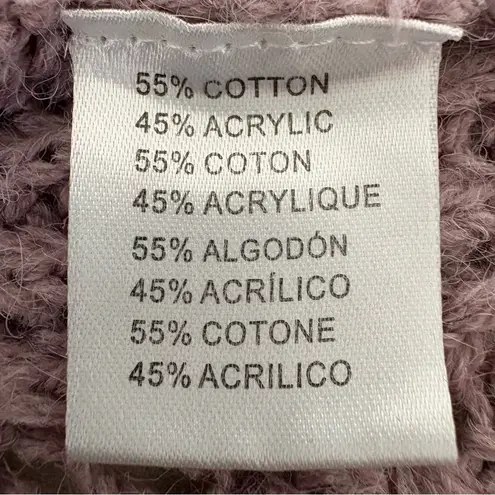 55% COTTON
45% ACRYLIC
55% COTON
45% ACRYLIQUE
55% ALGODÓN
45% ACRÍLICO
55% COTONE
45% ACRILICO